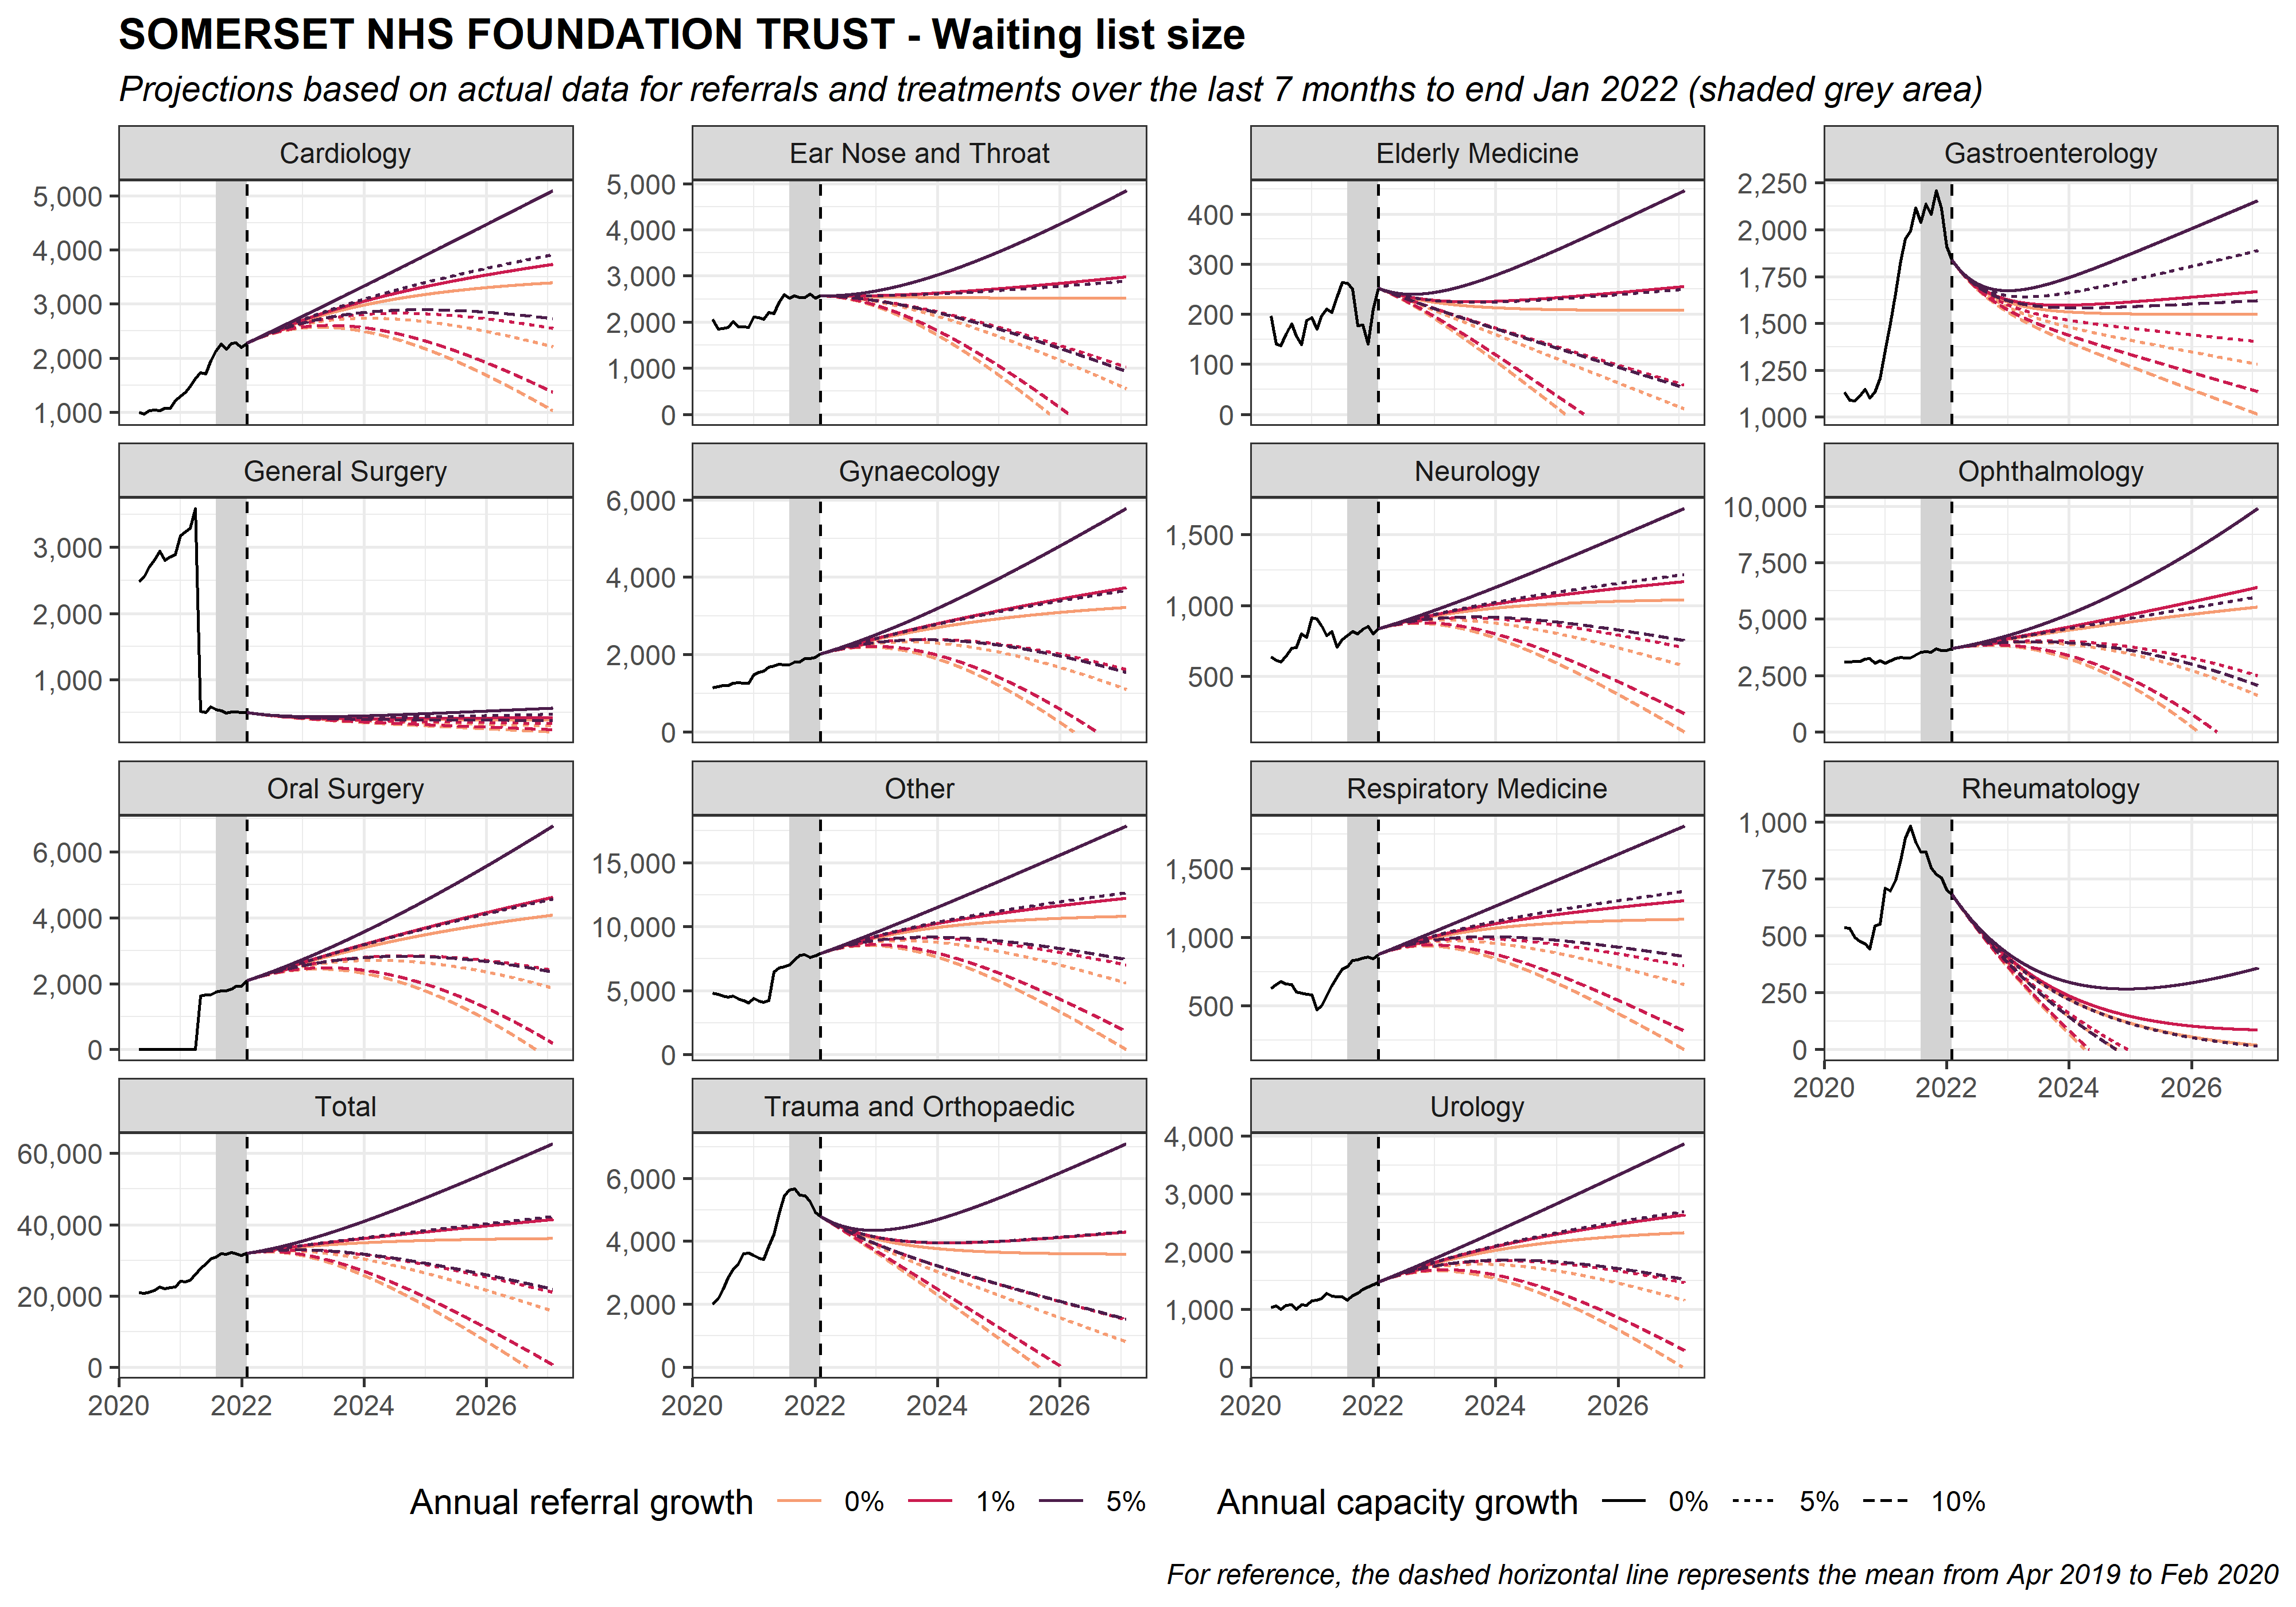 SOMERSET NHS FOUNDATION TRUST - Waiting list size
Projections based on actual data for referrals and treatments over the last 7 months to end Jan 2022 (shaded grey area)
Cardiology
5,000
4,000
3,000
2,000
1,000
Ear Nose and Throat
5,000
4,000
3,000
2,000
1,000
0
Elderly Medicine
400
300
200
100
0
Gastroenterology
2,250
2,000
1,750
1,500
1,250
1,000
General Surgery
3,000
2,000
1,000
Gynaecology
6,000
4,000
2,000
0
Neurology
1,500
1,000
500
Ophthalmology
10,000
7,500
5,000
2,500
0
Oral Surgery
6,000
4,000
2,000
0
Other
15,000
10,000
5,000
0
Respiratory Medicine
1,500
1,000
500
Rheumatology
1,000
750
500
250
0
2020 2022 2024 2026
Total
60,000
40,000
20,000
0
2020 2022 2024 2026
Trauma and Orthopaedic
6,000
4,000
2,000
0
2020 2022 2024 2026
Urology
4,000
3,000
2,000
1,000
0
2020 2022 2024 2026
Annual referral growth 0% 1% 5% Annual capacity growth 0% 5% 10%
For reference, the dashed horizontal line represents the mean from Apr 2019 to Feb 2020